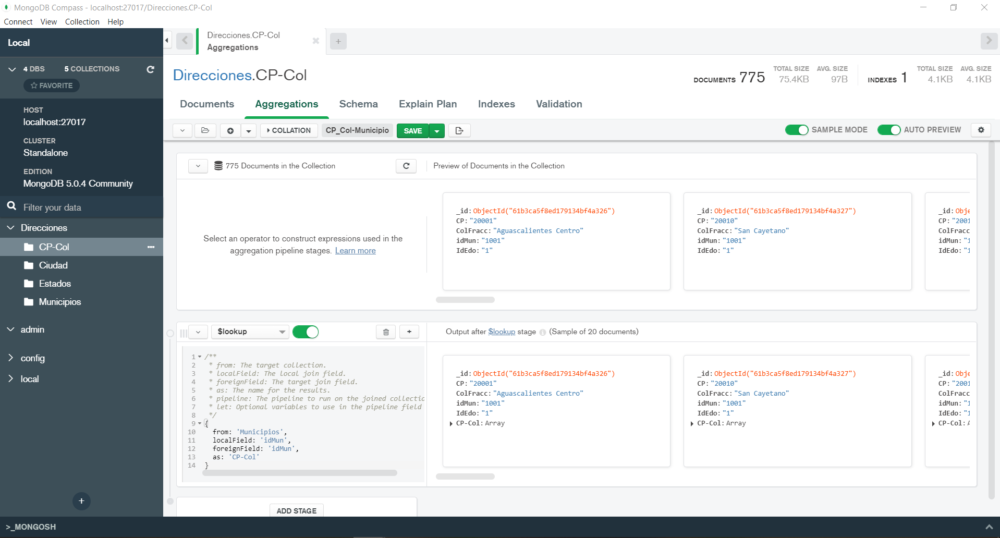 MongoDB Compass - localhost:27017/Direcciones.CP-Col
Connect View Collection Help
Local
4 DBS 5 COLLECTIONS
FAVORITE
HOST
localhost:27017
CLUSTER
Standalone
EDITION
MongoDB 5.0.4 Community
Filter your data
Direcciones
CP-Col
Ciudad
Estados
Municipios
admin
config
local
>_MONGOSH
Direcciones.CP-Col
Aggregations
Direcciones.CP-Col
DOCUMENTS 775 TOTAL SIZE 75.4KB AVG. SIZE 97B INDEXES 1 TOTAL SIZE 4.1KB AVG. SIZE 4.1KB
Documents Aggregations Schema Explain Plan Indexes Validation
COLLATION CP_Col-Municipio SAVE SAMPLE MODE AUTO PREVIEW
775 Documents in the Collection Preview of Documents in the Collection
Select an operator to construct expressions used in the
aggregation pipeline stages. Learn more
_id: ObjectId("61b3ca5f8ed179134bf4a326")
CP: "20001"
ColFracc: "Aguascalientes Centro"
idMun: "1001"
IdEdo: "1"
_id: ObjectId("61b3ca5f8ed179134bf4a327")
CP: "20010"
ColFracc: "San Cayetano"
idMun: "1001"
IdEdo: "1"
_id: Obje
CP: "2001
ColFracc
idMun: "1
IdEdo: "1
$lookup
Output after $lookup stage (Sample of 20 documents)
1 /**
2 * from: The target collection.
3 * localField: The local join field.
4 * foreignField: The target join field.
5 * as: The name for the results.
6 * pipeline: The pipeline to run on the joined collectio
7 * let: Optional variables to use in the pipeline field
8 */
9 {
10 from: 'Municipios',
11 localField: 'idMun',
12 foreignField: 'idMun',
13 as: 'CP-Col'
14 }
_id: ObjectId("61b3ca5f8ed179134bf4a326")
CP: "20001"
ColFracc: "Aguascalientes Centro"
idMun: "1001"
IdEdo: "1"
CP-Col: Array
_id: ObjectId("61b3ca5f8ed179134bf4a327")
CP: "20010"
ColFracc: "San Cayetano"
idMun: "1001"
IdEdo: "1"
CP-Col: Array
_id: Obje
CP: "2001
ColFracc
idMun: "1
IdEdo: "1
CP-Col: A
ADD STAGE